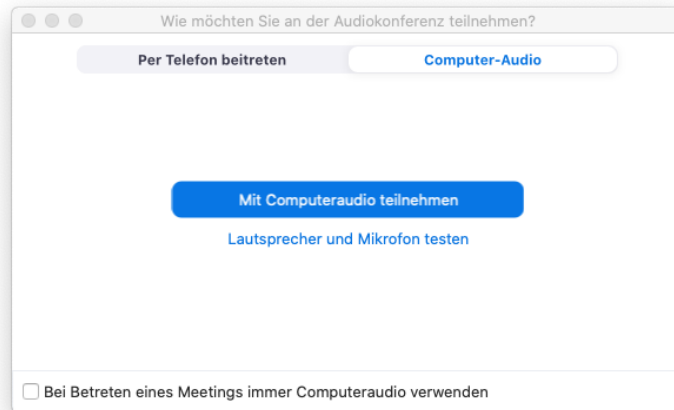 Wie möchten Sie an der Audiokonferenz teilnehmen?
Per Telefon beitreten
Computer-Audio
Mit Computeraudio teilnehmen
Lautsprecher und Mikrofon testen
Bei Betreten eines Meetings immer Computeraudio verwenden